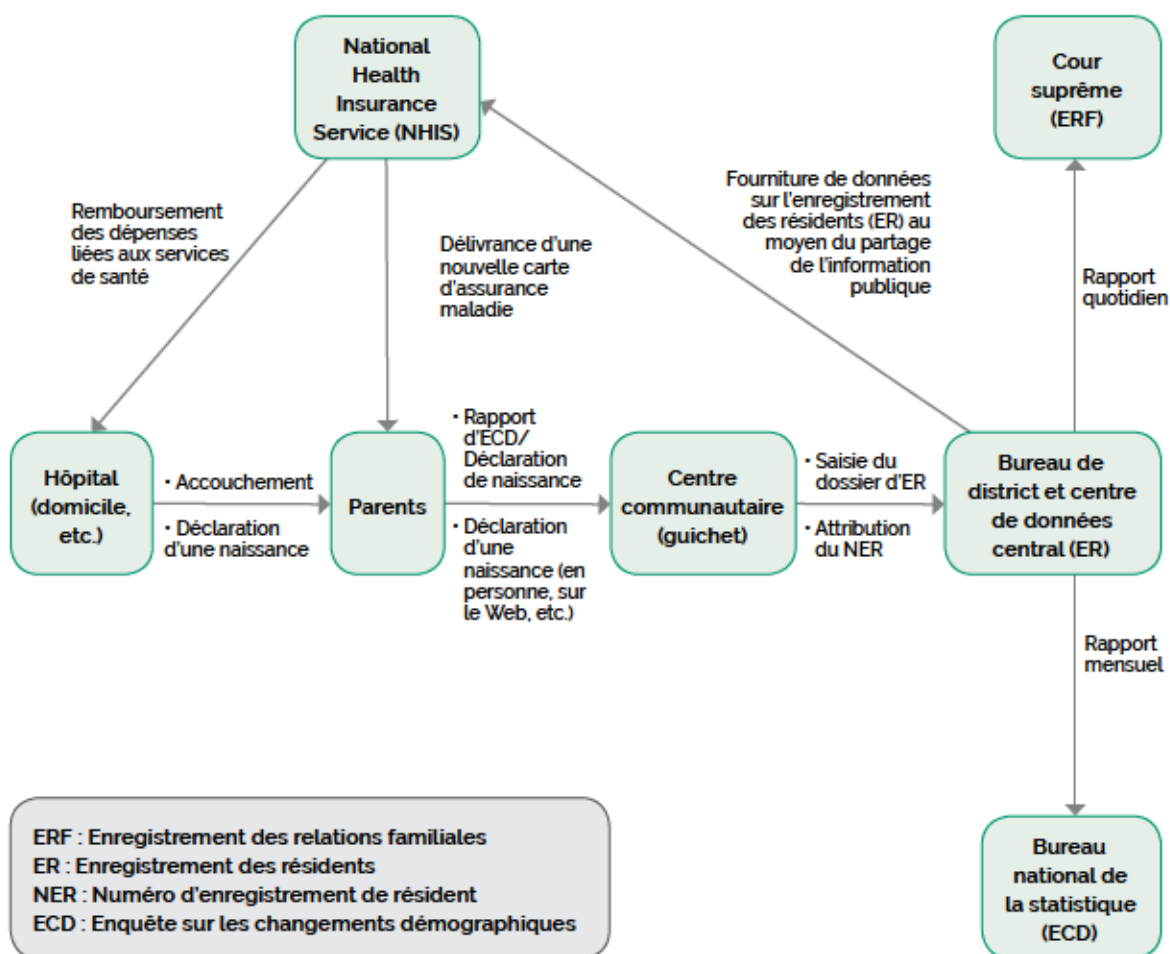 National
Health
Insurance
Service (NHIS)
Cour
suprême
(ERF)
Remboursement
des dépenses
liées aux services
de santé
Délivrance d'une
nouvelle carte
d'assurance
maladie
Fourniture de données
sur l'enregistrement
des résidents (ER) au
moyen du partage
de l'information
publique
Rapport
quotidien
Hôpital
(domicile,
etc.)
· Accouchement
· Déclaration
d'une naissance
Parents
· Rapport
d'ECD/
Déclaration
de naissance
· Déclaration
d'une
naissance (en
personne, sur
le Web, etc.)
Centre
communautaire
(guichet)
· Saisie du
dossier d'ER
· Attribution
du NER
Bureau de
district et centre
de données
central (ER)
Rapport
mensuel
Bureau
national de
la statistique
(ECD)
ERF : Enregistrement des relations familiales
ER : Enregistrement des résidents
NER : Numéro d'enregistrement de résident
ECD : Enquête sur les changements démographiques